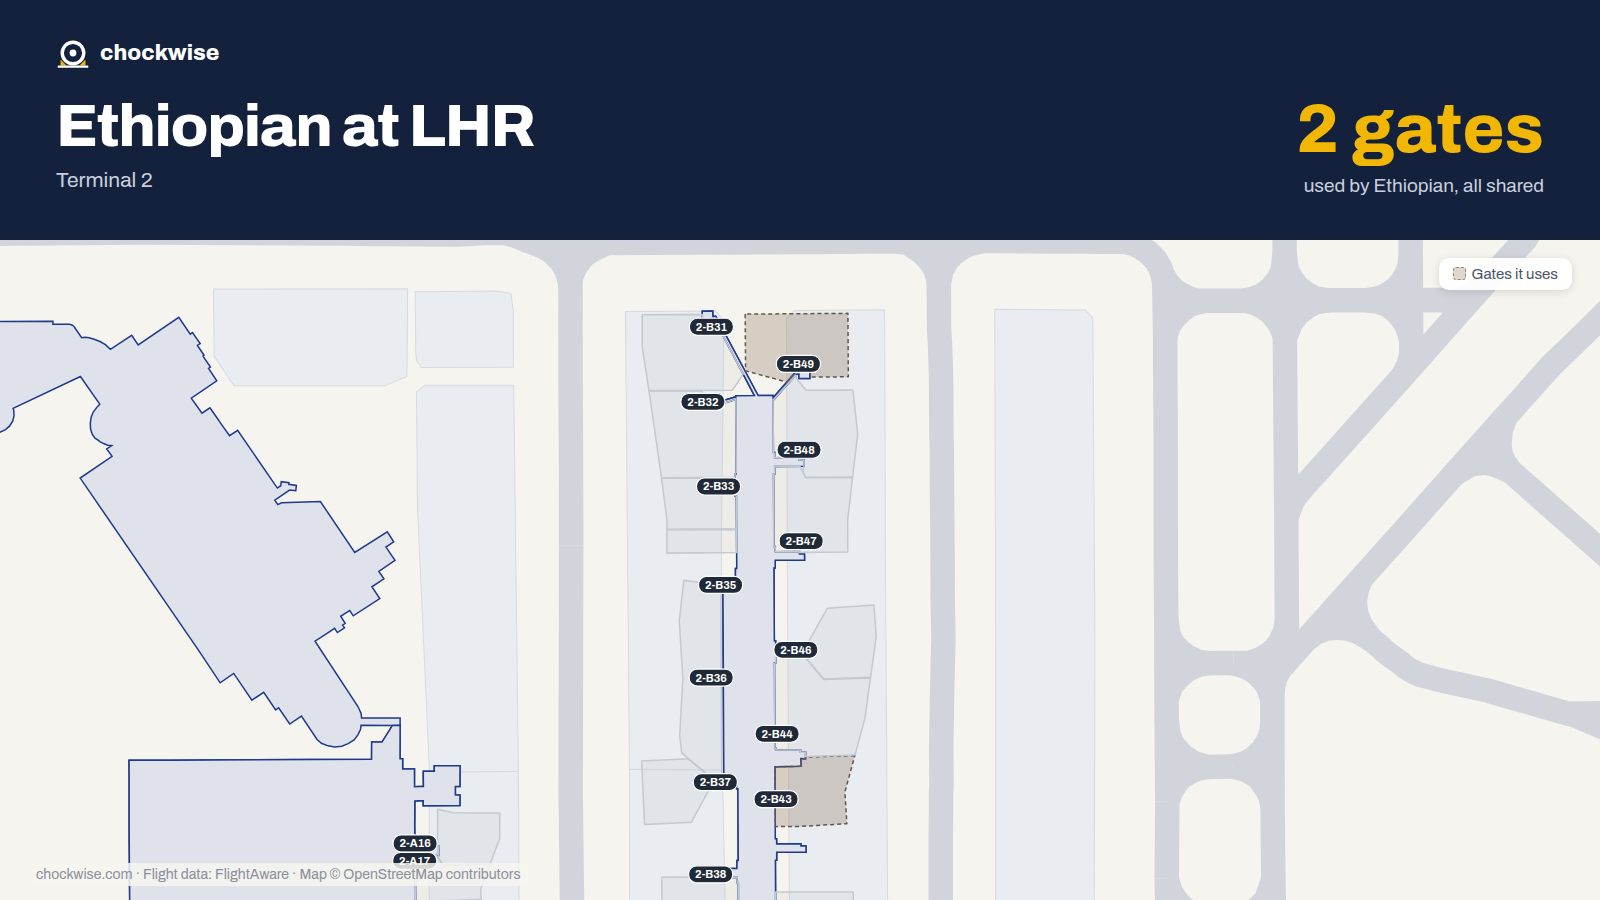 chockwise
Ethiopian at LHR
Terminal 2
2 gates
used by Ethiopian, all shared
Gates it uses
2-B31
2-B49
2-B32
2-B48
2-B33
2-B47
2-B35
2-B46
2-B36
2-B44
2-B37
2-B43
2-A16
2-A17
2-B38
chockwise.com · Flight data: FlightAware · Map © OpenStreetMap contributors